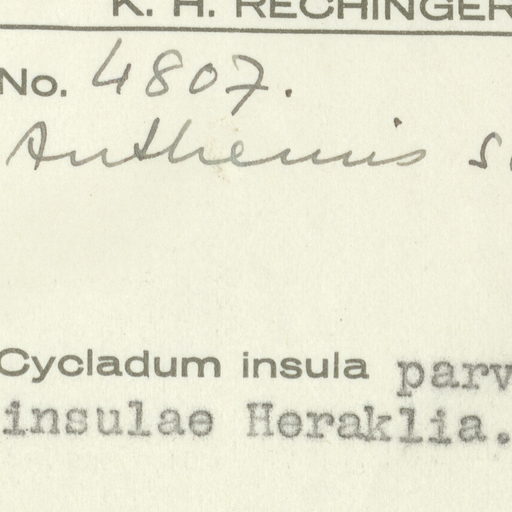 K. H. RECHINGER
No. 4807.
Anthemis
Cycladum insula parv
insulae Heraklia.